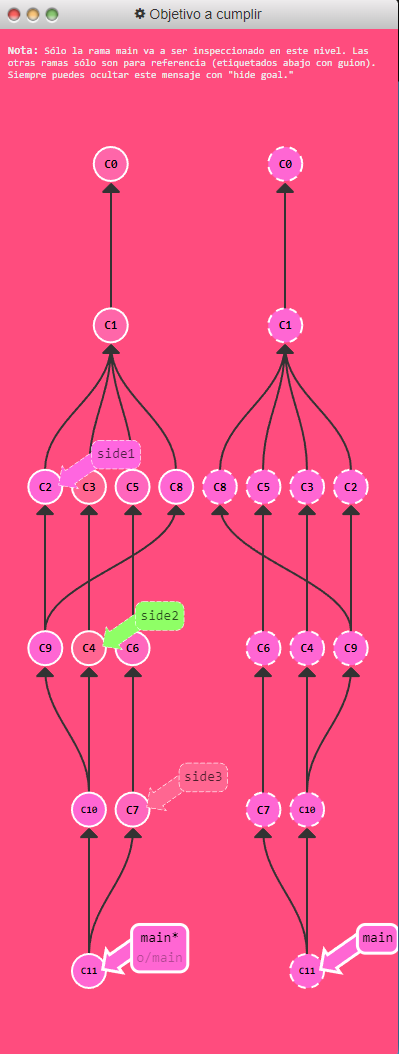 Objetivo a cumplir
Nota: Sólo la rama main va a ser inspeccionado en este nivel. Las
otras ramas sólo son para referencia (etiquetados abajo con guion).
Siempre puedes ocultar este mensaje con "hide goal."
C0 C0
C1 C1
side1
C2 C3 C5 C8 C8 C5 C3 C2
side2
C9 C4 C6 C6 C4 C9
side3
C10 C7 C7 C10
main* main
o/main
C11 C11